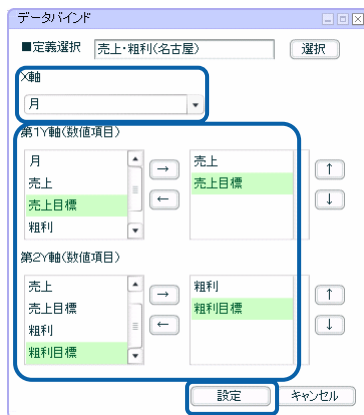 データバインド
■定義選択 売上・粗利(名古屋) 選択
X軸
月
第1Y軸(数値項目)
月
売上
売上目標
粗利
→
←
売上
売上目標
↑
↓
第2Y軸(数値項目)
売上
売上目標
粗利
粗利目標
→
←
粗利
粗利目標
↑
↓
設定 キャンセル